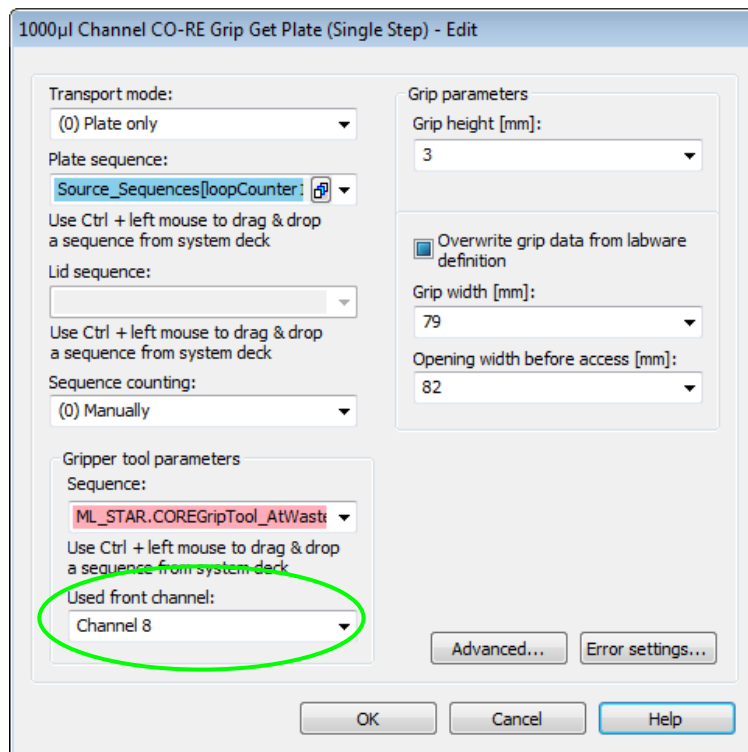 1000µl Channel CO-RE Grip Get Plate (Single Step) - Edit
Transport mode:
(0) Plate only
Plate sequence:
Source_Sequences[loopCounter1
Use Ctrl + left mouse to drag & drop
a sequence from system deck
Lid sequence:
Use Ctrl + left mouse to drag & drop
a sequence from system deck
Sequence counting:
(0) Manually
Gripper tool parameters
Sequence:
ML_STAR.COREGripTool_AtWaste
Use Ctrl + left mouse to drag & drop
a sequence from system deck
Used front channel:
Channel 8
Grip parameters
Grip height [mm]:
3
Overwrite grip data from labware
definition
Grip width [mm]:
79
Opening width before access [mm]:
82
Advanced...
Error settings...
OK
Cancel
Help